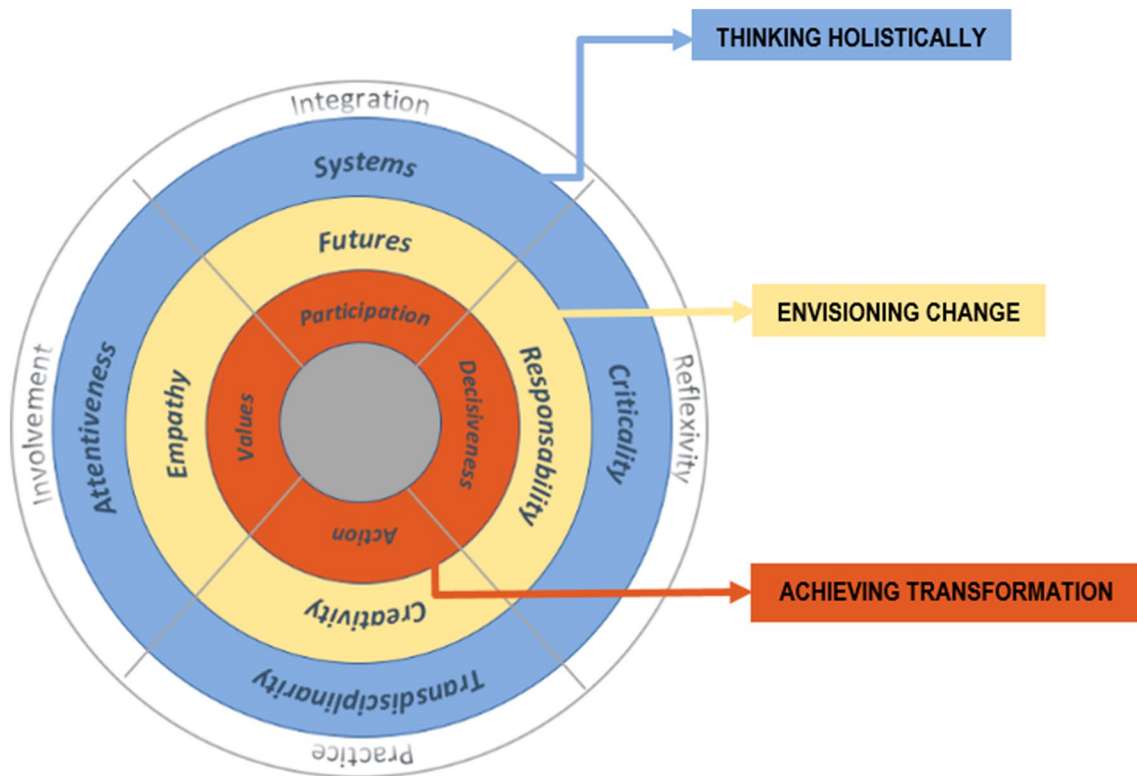 THINKING HOLISTICALLY
Integration
Systems
Futures
Participation
ENVISIONING CHANGE
Involvement
Attentiveness
Empathy
Values
Decisiveness
Responsability
Criticality
Reflexivity
Action
ACHIEVING TRANSFORMATION
Creativity
Transdisciplinarity
Practice